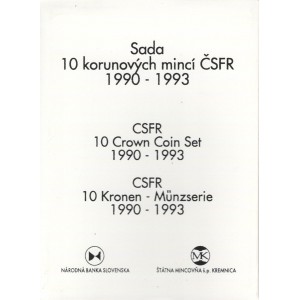 Sada
10 korunových mincí ČSFR
1990 - 1993
CSFR
10 Crown Coin Set
1990 - 1993
CSFR
10 Kronen - Münzserie
1990 - 1993
MK
NÁRODNÁ BANKA SLOVENSKA
ŠTÁTNA MINCOVŇA š.p. KREMNICA